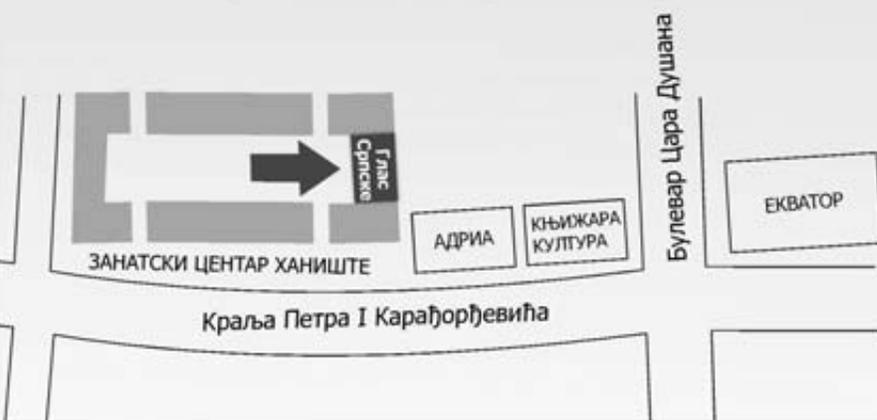 Булевар Цара Душана
Глас
Српске
ЕКВАТОР
КЊИЖАРА
КУЛТУРА
АДРИА
ЗАНАТСКИ ЦЕНТАР ХАНИШТЕ
Краља Петра I Карађорђевића